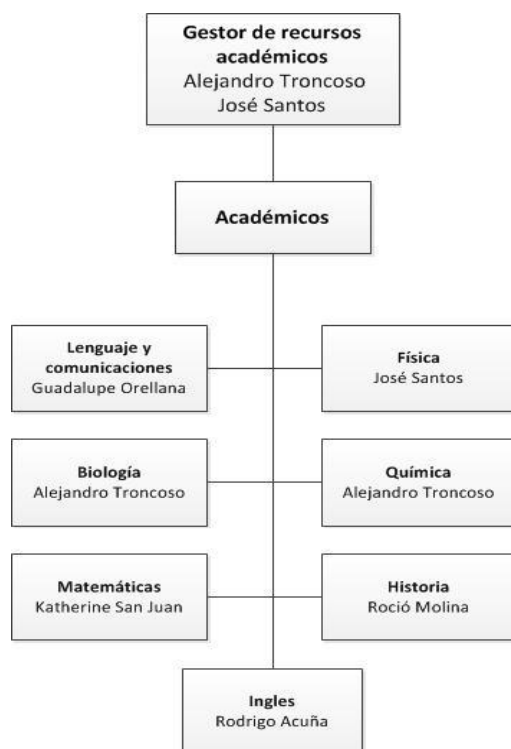 Gestor de recursos
académicos
Alejandro Troncoso
José Santos
Académicos
Lenguaje y
comunicaciones
Guadalupe Orellana
Física
José Santos
Biología
Alejandro Troncoso
Química
Alejandro Troncoso
Matemáticas
Katherine San Juan
Historia
Roció Molina
Ingles
Rodrigo Acuña